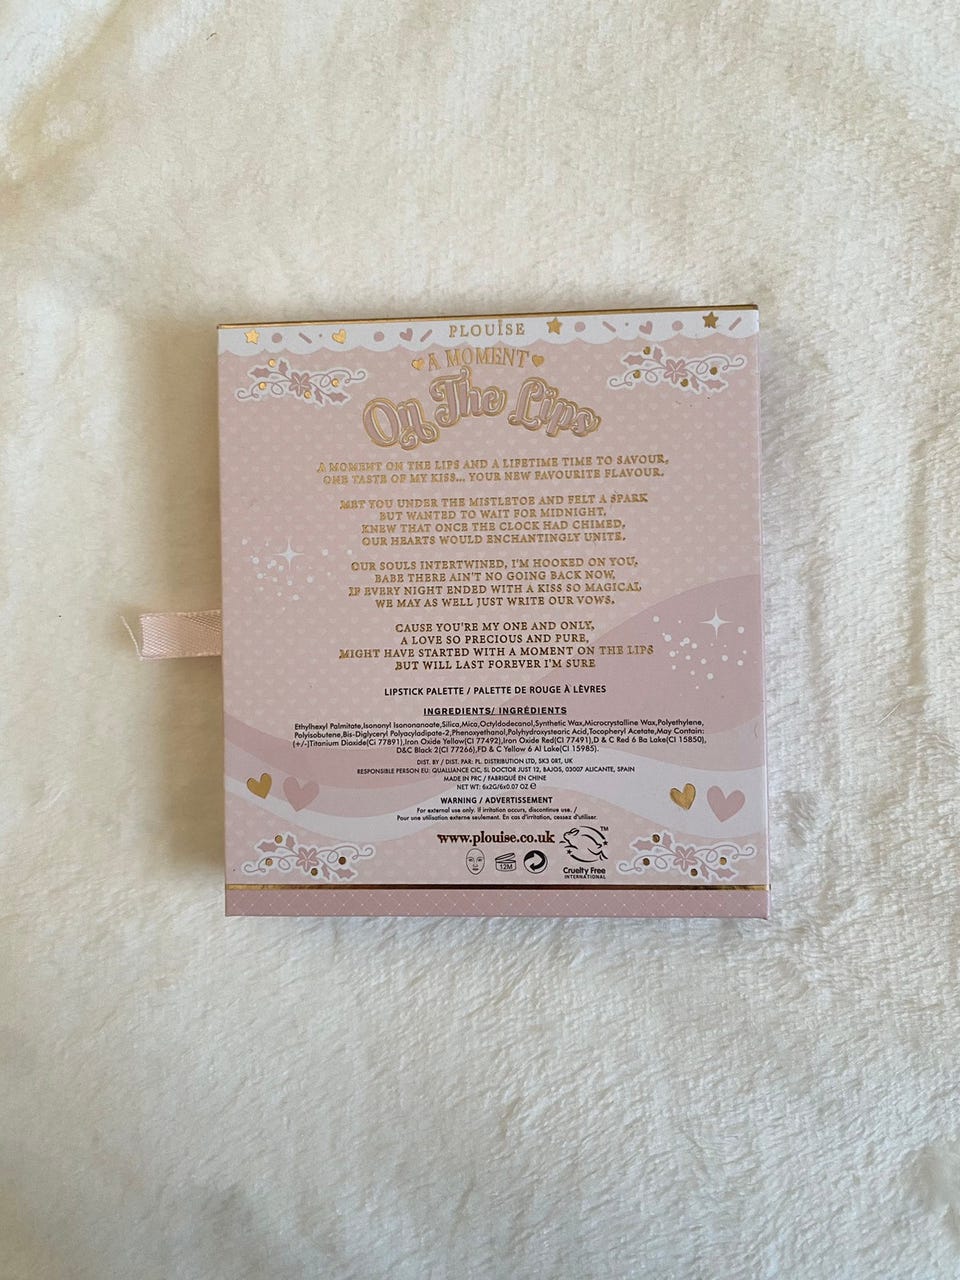 PLOUISE
A MOMENT
On The Lips
A MOMENT ON THE LIPS AND A LIFETIME TIME TO SAVOUR,
ONE TASTE OF MY KISS... YOUR NEW FAVOURITE FLAVOUR.
MET YOU UNDER THE MISTLETOE AND FELT A SPARK
BUT WANTED TO WAIT FOR MIDNIGHT,
KNEW THAT ONCE THE CLOCK HAD CHIMED,
OUR HEARTS WOULD ENCHANTINGLY UNITE.
OUR SOULS INTERTWINED, I'M HOOKED ON YOU,
BABE THERE AIN'T NO GOING BACK NOW,
IF EVERY NIGHT ENDED WITH A KISS SO MAGICAL
WE MAY AS WELL JUST WRITE OUR VOWS.
CAUSE YOU'RE MY ONE AND ONLY,
A LOVE SO PRECIOUS AND PURE,
MIGHT HAVE STARTED WITH A MOMENT ON THE LIPS
BUT WILL LAST FOREVER I'M SURE
LIPSTICK PALETTE / PALETTE DE ROUGE À LÈVRES
INGREDIENTS/ INGRÉDIENTS
Ethylhexyl Palmitate,Isononyl Isononanoate,Silica,Mica,Octyldodecanol,Synthetic Wax,Microcrystalline Wax,Polyethylene,
Polyisobutene,Bis-Diglyceryl Polyacyladipate-2,Phenoxyethanol,Polyhydroxystearic Acid,Tocopheryl Acetate,May Contain:
(+/-)Titanium Dioxide(CI 77891),Iron Oxide Yellow(CI 77492),Iron Oxide Red(CI 77491),D & C Red 6 Ba Lake(CI 15850),
D&C Black 2(CI 77266),FD & C Yellow 6 Al Lake(CI 15985).
DIST. BY / DIST. PAR: PL DISTRIBUTION LTD, SK3 0RT, UK
RESPONSIBLE PERSON EU: QUALLIANCE CIC, SL DOCTOR JUST 12, BAJOS, 03007 ALICANTE, SPAIN
MADE IN PRC / FABRIQUÉ EN CHINE
NET WT: 6x2G/6x0.07 OZ ℮
WARNING / ADVERTISSEMENT
For external use only. If irritation occurs, discontinue use. /
Pour une utilisation externe seulement. En cas d'irritation, cessez d'utiliser.
www.plouise.co.uk
TM
12M
Cruelty Free
INTERNATIONAL